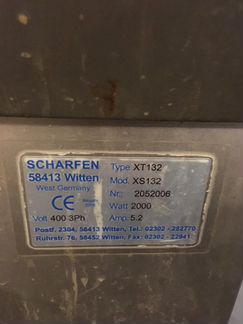 SCHARFEN Type XT132
58413 Witten Mod. XS132
West Germany Nr.: 2052006
CE Watt 2000
Volt 400 3Ph Amp. 5.2
Postf. 2304, 58413 Witten, Tel.: 02302 - 282770
Ruhrstr. 76, 58452 Witten, Fax: 02302 - 22941